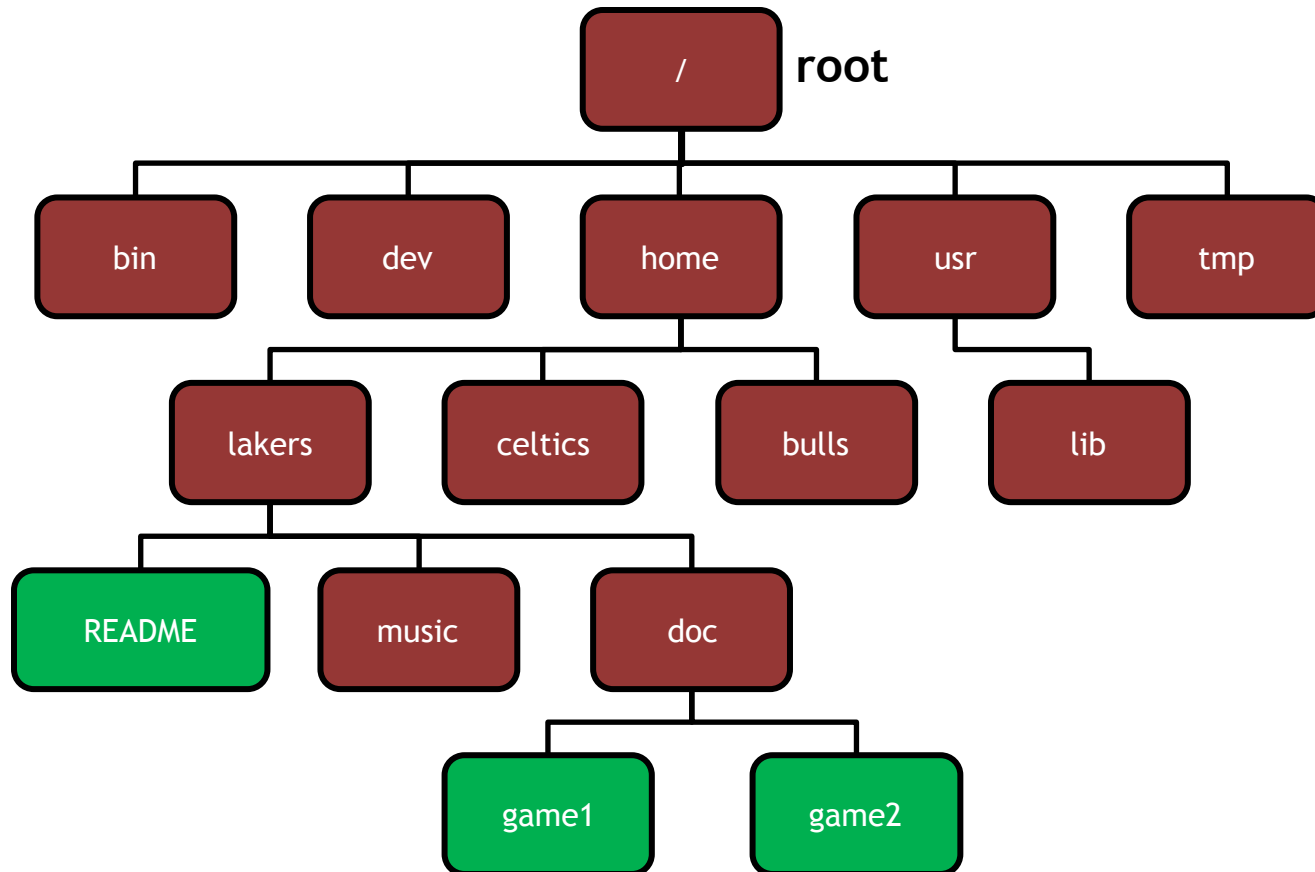 /
root
bin
dev
home
usr
tmp
lakers
celtics
bulls
lib
README
music
doc
game1
game2